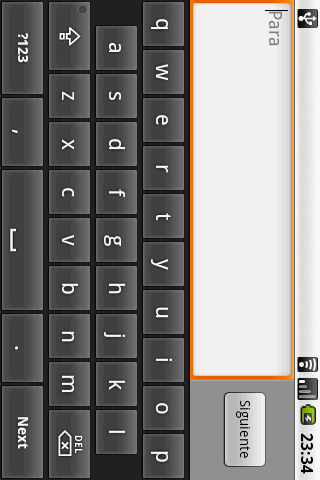 23:34
Para
Siguiente
q w e r t y u i o p
a s d f g h j k l
z x c v b n m DEL
?123 , . Next